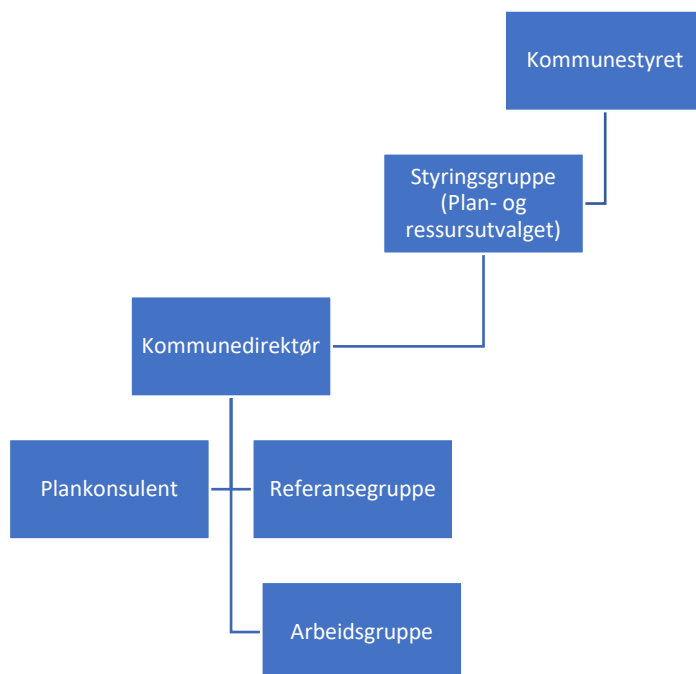 Kommunestyret
Styringsgruppe
(Plan- og
ressursutvalget)
Kommunedirektør
Plankonsulent
Referansegruppe
Arbeidsgruppe